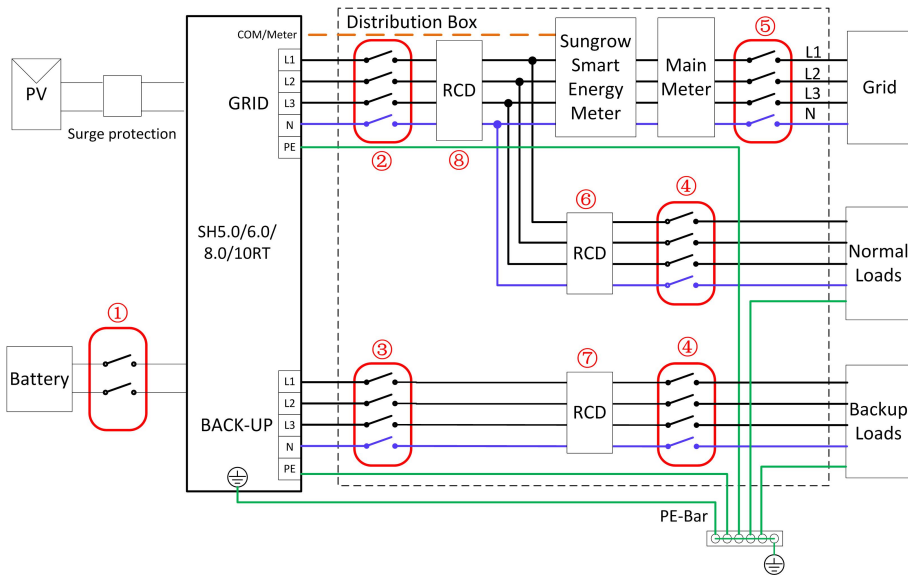 Distribution Box
⑤
COM/Meter
L1
L2
L3
N
PE
GRID
RCD
Sungrow
Smart
Energy
Meter
Main
Meter
L1
L2
L3
N
Grid
PV
Surge protection
②
⑧
⑥
④
SH5.0/6.0/
8.0/10RT
RCD
Normal
Loads
①
③
⑦
④
Battery
L1
L2
L3
N
PE
BACK-UP
RCD
Backup
Loads
PE-Bar